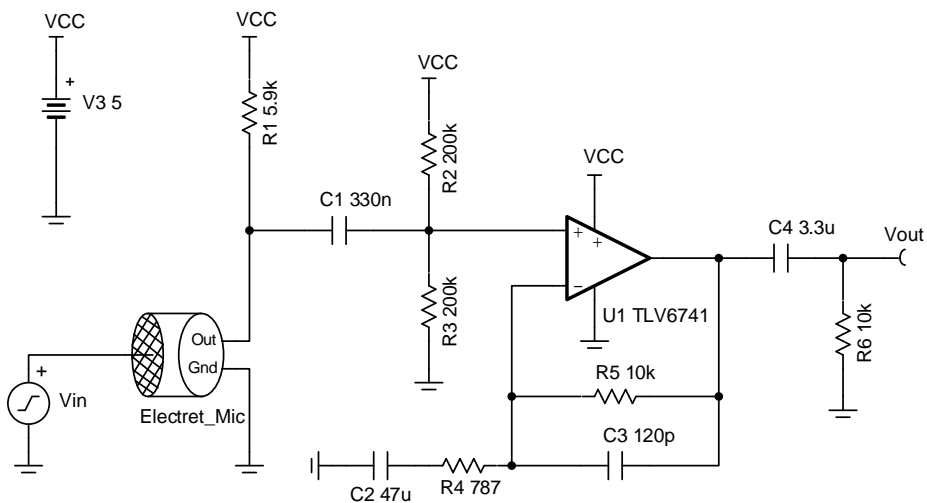 VCC
V3 5
VCC
R1 5.9k
VCC
R2 200k
C1 330n
R3 200k
VCC
+
+
−
U1 TLV6741
C4 3.3u
Vout
R6 10k
R5 10k
C3 120p
R4 787
C2 47u
Out
Gnd
Electret_Mic
+
Vin
+